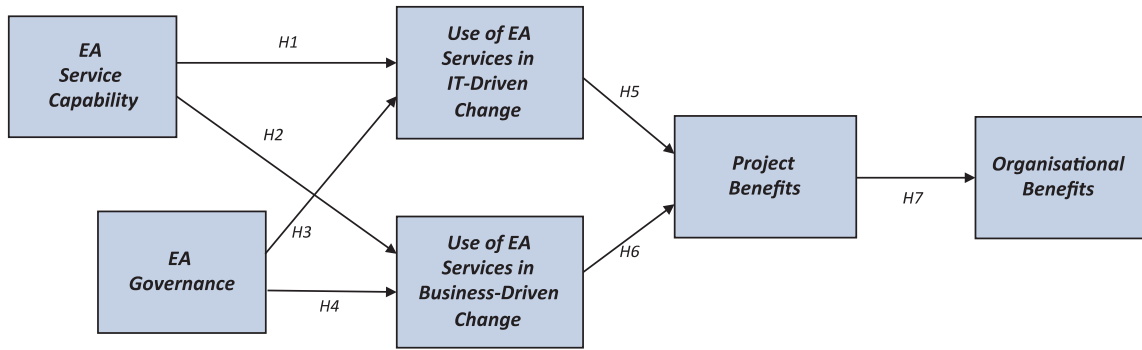 EA
Service
Capability
H1
Use of EA
Services in
IT-Driven
Change
H2
H5
Project
Benefits
H7
Organisational
Benefits
EA
Governance
H3
H4
Use of EA
Services in
Business-Driven
Change
H6